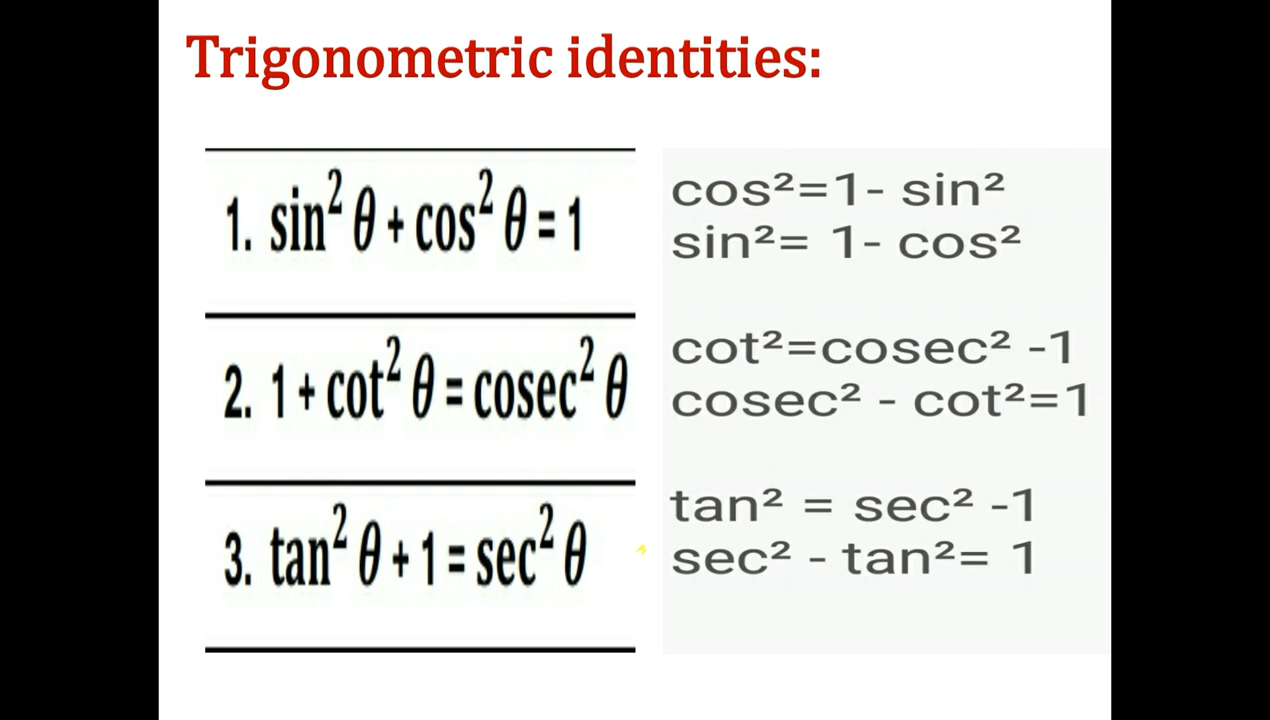 Trigonometric identities:
1. sin² θ + cos² θ = 1
2. 1 + cot² θ = cosec² θ
3. tan² θ + 1 = sec² θ
cos²=1- sin²
sin²= 1- cos²
cot²=cosec² -1
cosec² - cot²=1
tan² = sec² -1
sec² - tan²= 1